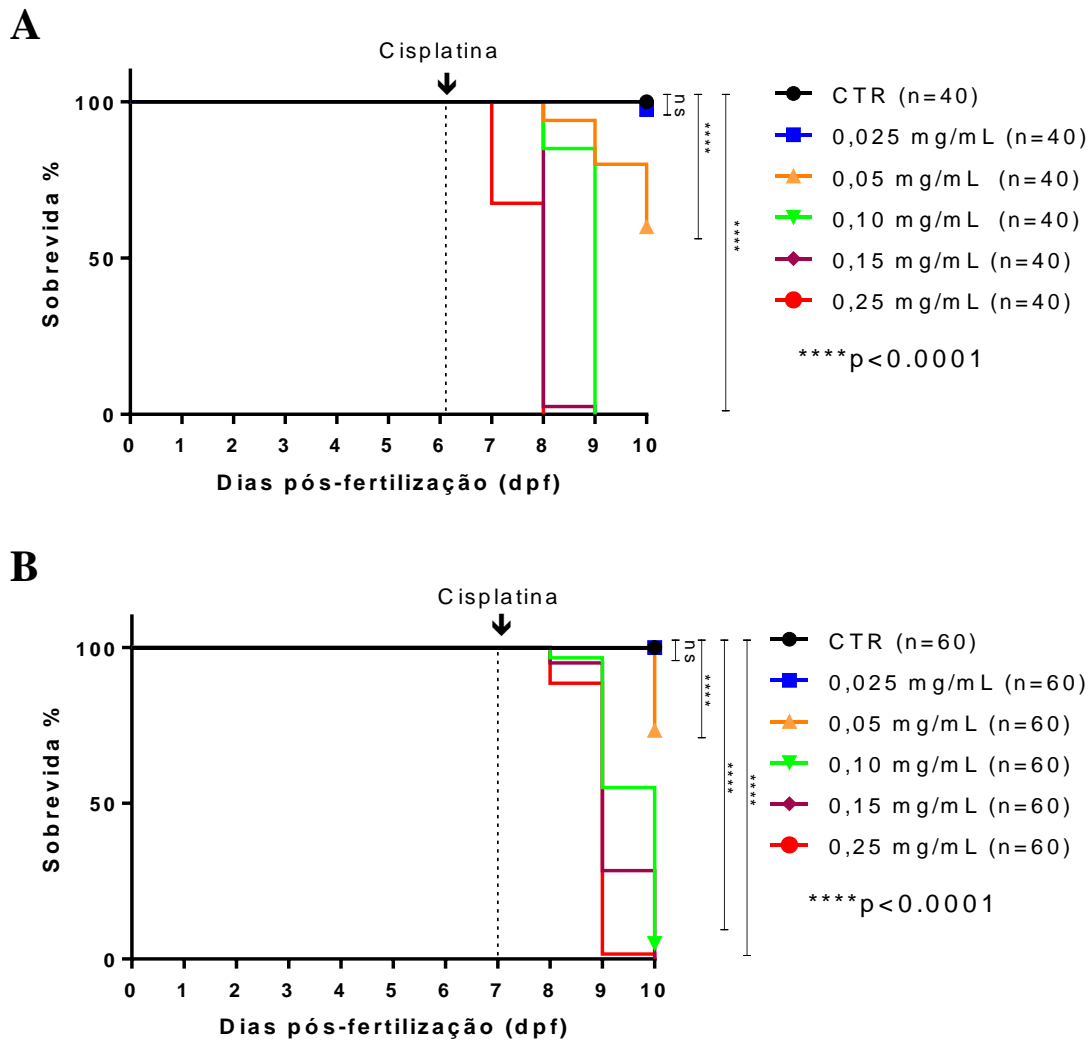 A
Cisplatina
100
50
0
Sobrevida %
0 1 2 3 4 5 6 7 8 9 10
Dias pós-fertilização (dpf)
ns
****
****
CTR (n=40)
0,025 mg/mL (n=40)
0,05 mg/mL (n=40)
0,10 mg/mL (n=40)
0,15 mg/mL (n=40)
0,25 mg/mL (n=40)
****p<0.0001
B
Cisplatina
100
50
0
Sobrevida %
0 1 2 3 4 5 6 7 8 9 10
Dias pós-fertilização (dpf)
ns
****
****
****
CTR (n=60)
0,025 mg/mL (n=60)
0,05 mg/mL (n=60)
0,10 mg/mL (n=60)
0,15 mg/mL (n=60)
0,25 mg/mL (n=60)
****p<0.0001